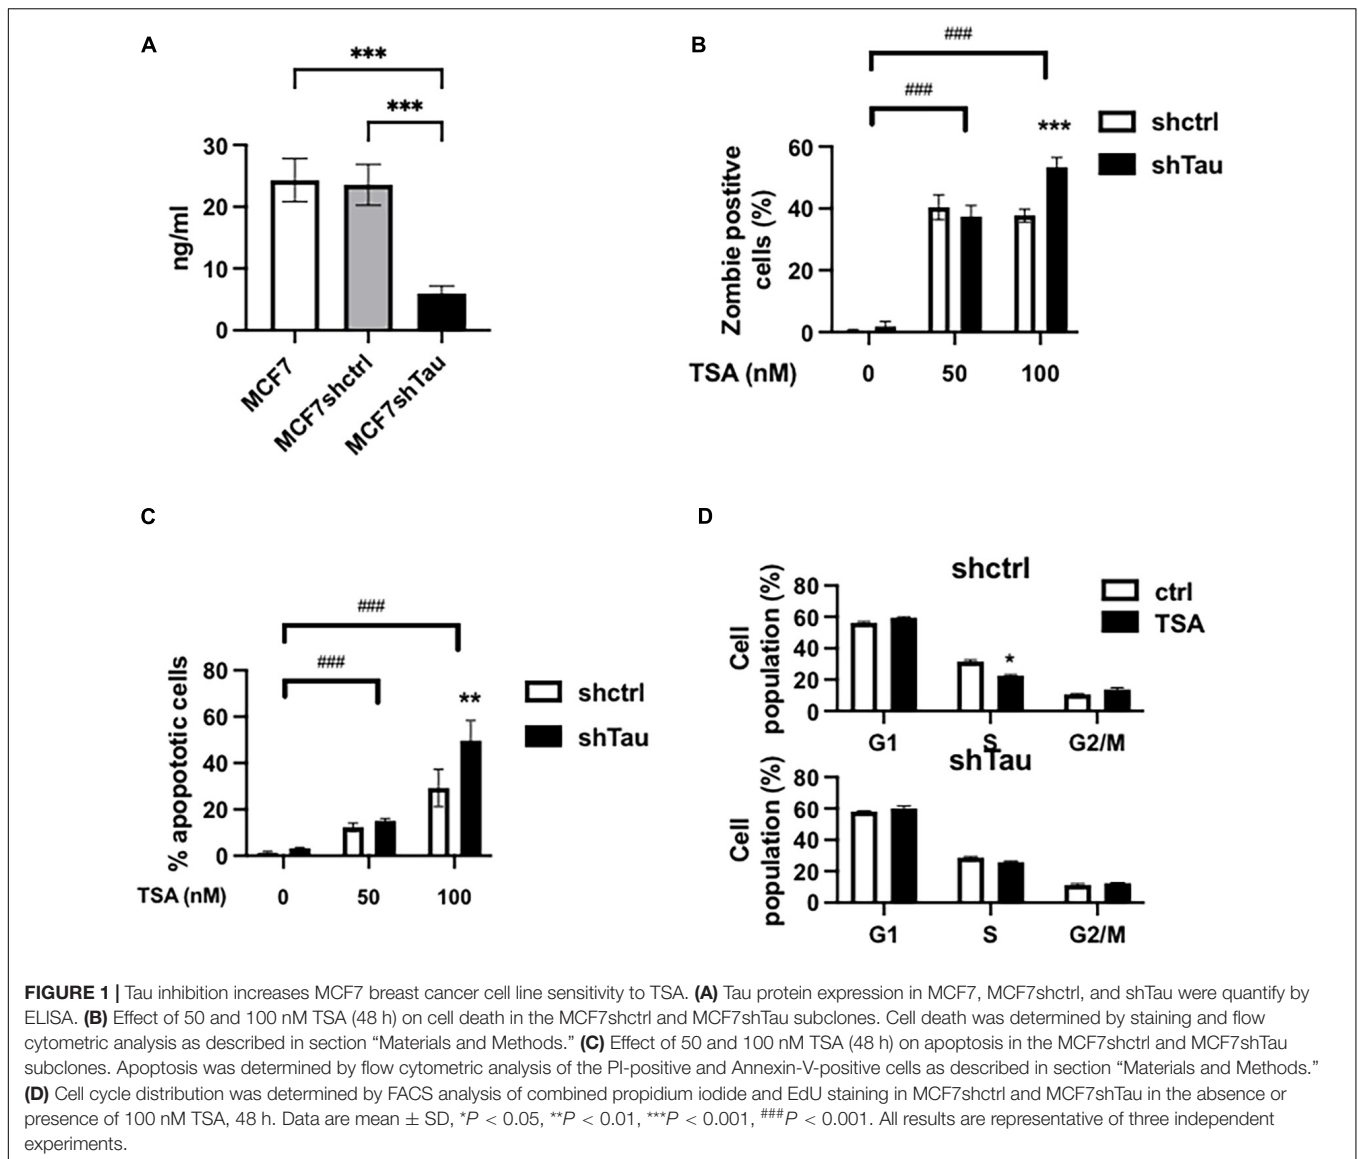 A
***
***
30
20
10
0
ng/ml
MCF7
MCF7shctrl
MCF7shTau
B
###
###
***
shctrl
shTau
60
40
20
0
Zombie postitve
cells (%)
TSA (nM)
0
50
100
C
###
###
**
shctrl
shTau
80
60
40
20
0
% apopototic cells
TSA (nM)
0
50
100
D
shctrl
ctrl
TSA
80
60
40
20
0
Cell
population (%)
*
G1
S
G2/M
shTau
80
60
40
20
0
Cell
population (%)
G1
S
G2/M
FIGURE 1 | Tau inhibition increases MCF7 breast cancer cell line sensitivity to TSA. (A) Tau protein expression in MCF7, MCF7shctrl, and shTau were quantify by
ELISA. (B) Effect of 50 and 100 nM TSA (48 h) on cell death in the MCF7shctrl and MCF7shTau subclones. Cell death was determined by staining and flow
cytometric analysis as described in section “Materials and Methods.” (C) Effect of 50 and 100 nM TSA (48 h) on apoptosis in the MCF7shctrl and MCF7shTau
subclones. Apoptosis was determined by flow cytometric analysis of the PI-positive and Annexin-V-positive cells as described in section “Materials and Methods.”
(D) Cell cycle distribution was determined by FACS analysis of combined propidium iodide and EdU staining in MCF7shctrl and MCF7shTau in the absence or
presence of 100 nM TSA, 48 h. Data are mean ± SD, *P < 0.05, **P < 0.01, ***P < 0.001, ###P < 0.001. All results are representative of three independent
experiments.